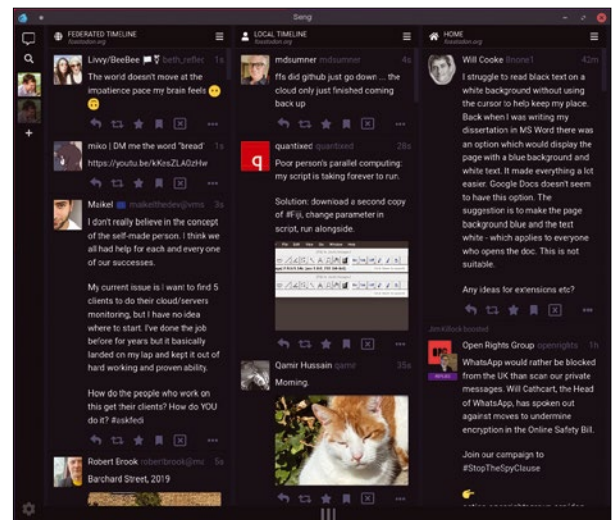 Seng
FEDERATED TIMELINE
fosstodon.org
Livvy/BeeBee beth_reflec 1s
The world doesn't move at the
impatience pace my brain feels
miko | DM me the word "bread" 1s
https://youtu.be/kKesZLA0zHw
Maikel maikelthedev@vms 3s
I don't really believe in the concept
of the self-made person. I think we
all had help for each and every one
of our successes.
My current issue is I want to find 5
clients to do their cloud/servers
monitoring, but I have no idea
where to start. I've done the job
before for years but it basically
landed on my lap and kept it out of
hard working and proven ability.
How do the people who work on
this get their clients? How do YOU
do it? #askfedi
Robert Brook robertbrook@mc 5s
Barchard Street, 2019
LOCAL TIMELINE
fosstodon.org
mdsumner mdsumner 4s
ffs did github just go down ... the
cloud only just finished coming
back up
q
quantixed quantixed 28s
Poor person's parallel computing:
my script is taking forever to run.
Solution: download a second copy
of #Fiji, change parameter in
script, run alongside.
Qamir Hussain qamir 35s
Morning.
HOME
fosstodon.org
Will Cooke 8none1 42m
I struggle to read black text on a
white background without using
the cursor to help keep my place.
Back when I was writing my
dissertation in MS Word there was
an option which would display the
page with a blue background and
white text. It made everything a lot
easier. Google Docs doesn't seem
to have this option. The
suggestion is to make the page
background blue and the text
white - which applies to everyone
who opens the doc. This is not
suitable.
Any ideas for extensions etc?
Jim Killock boosted
Open Rights Group openrights 1h
WhatsApp would rather be blocked
from the UK than scan our private
messages. Will Cathcart, the Head
of WhatsApp, has spoken out
against moves to undermine
encryption in the Online Safety Bill.
Join our campaign to
#StopTheSpyClause